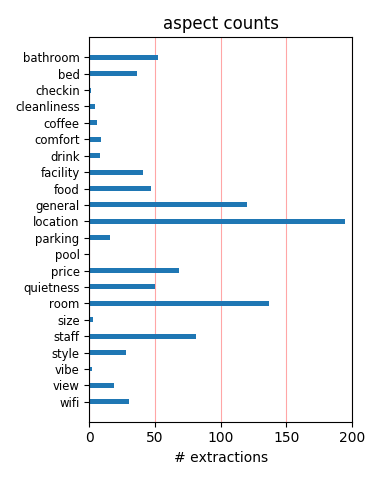 aspect counts
bathroom
bed
checkin
cleanliness
coffee
comfort
drink
facility
food
general
location
parking
pool
price
quietness
room
size
staff
style
vibe
view
wifi
0 50 100 150 200
# extractions